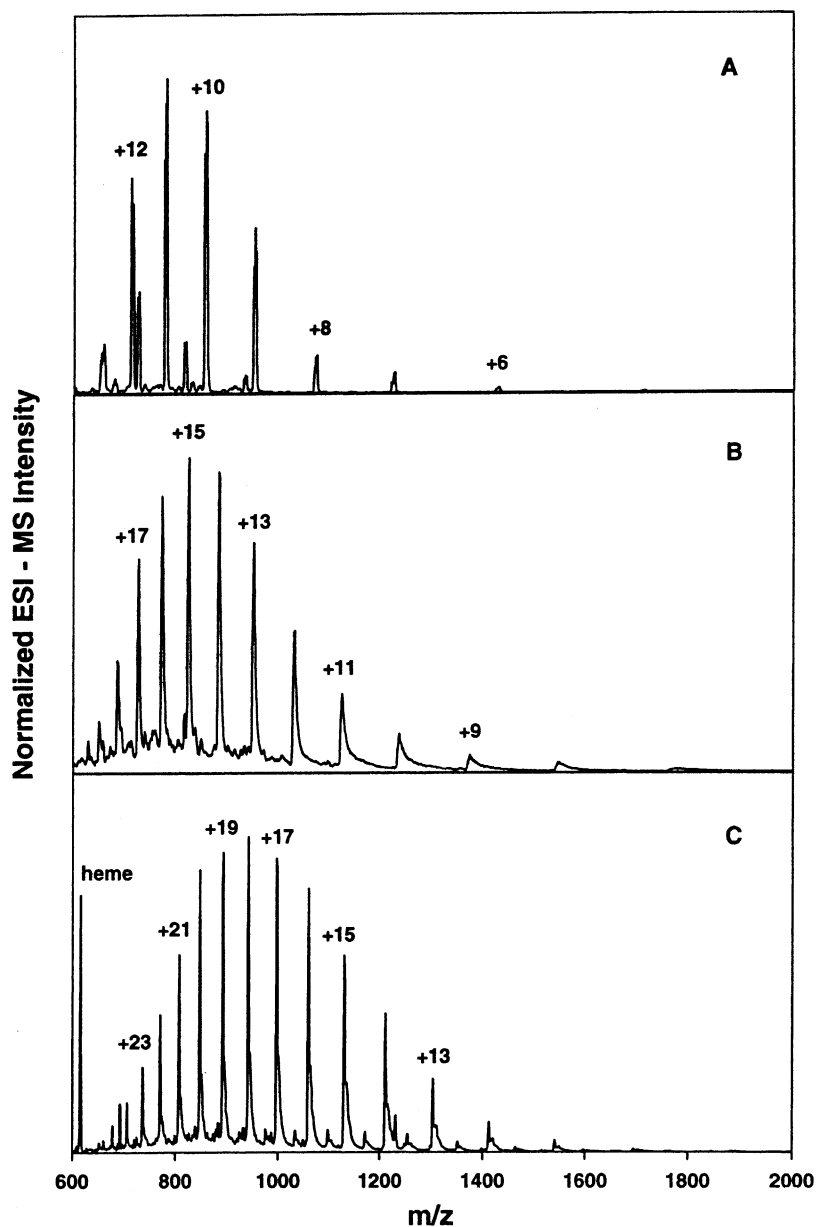 A
+10
+12
+8
+6
Normalized ESI - MS Intensity
B
+15
+17
+13
+11
+9
C
+19
+17
heme
+21
+15
+23
+13
600 800 1000 1200 1400 1600 1800 2000
m/z